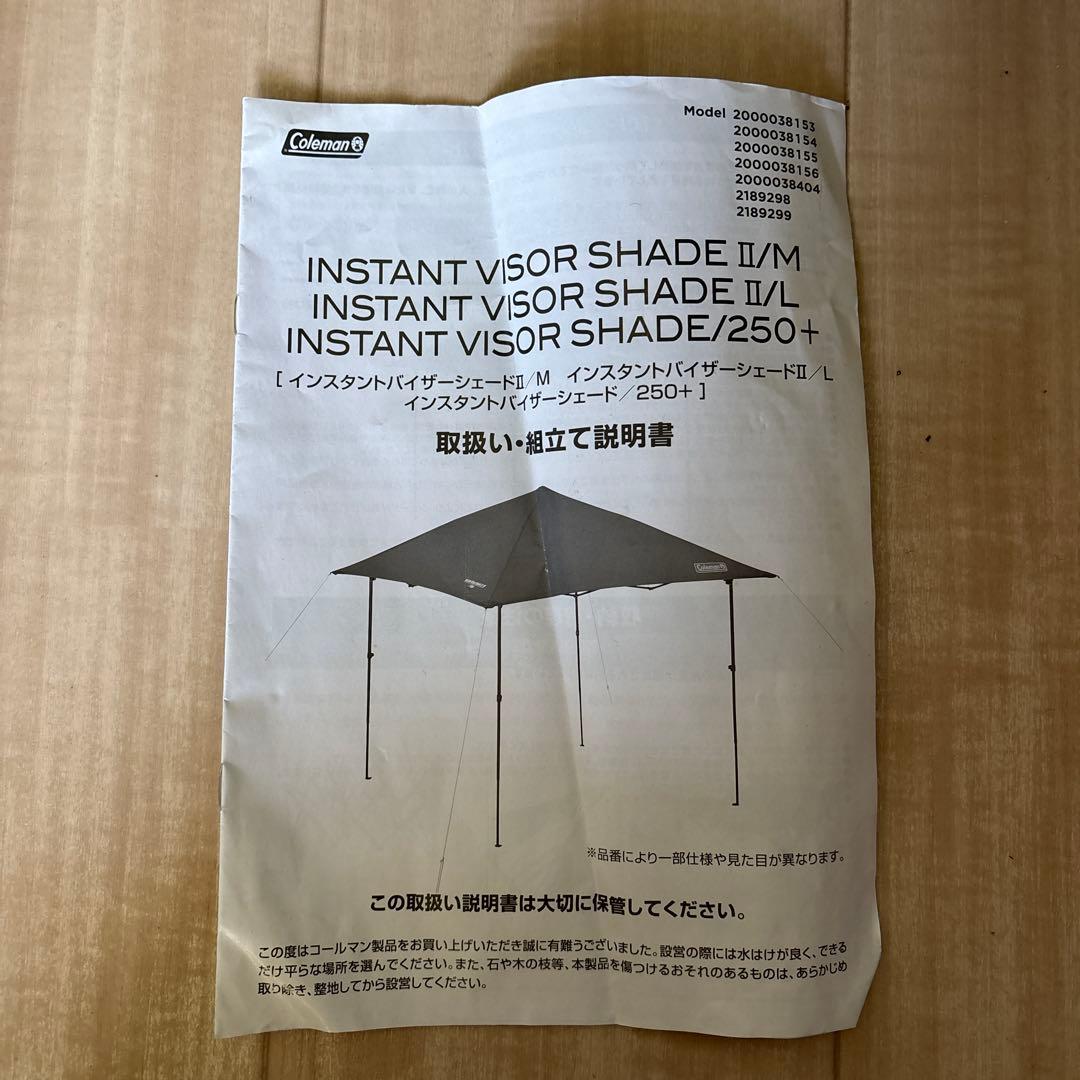 Coleman
Model 2000038153
2000038154
2000038155
2000038156
2000038404
2189298
2189299
INSTANT VISOR SHADE Ⅱ/M
INSTANT VISOR SHADE Ⅱ/L
INSTANT VISOR SHADE/250+
[ インスタントバイザーシェードⅡ/M インスタントバイザーシェードⅡ/L
インスタントバイザーシェード/250+ ]
取扱い・組立て説明書
Coleman
※品番により一部仕様や見た目が異なります。
この取扱い説明書は大切に保管してください。
この度はコールマン製品をお買い上げいただき誠に有難うございました。設営の際には水はけが良く、できる
だけ平らな場所を選んでください。また、石や木の枝等、本製品を傷つけるおそれのあるものは、あらかじめ
取り除き、整地してから設営してください。